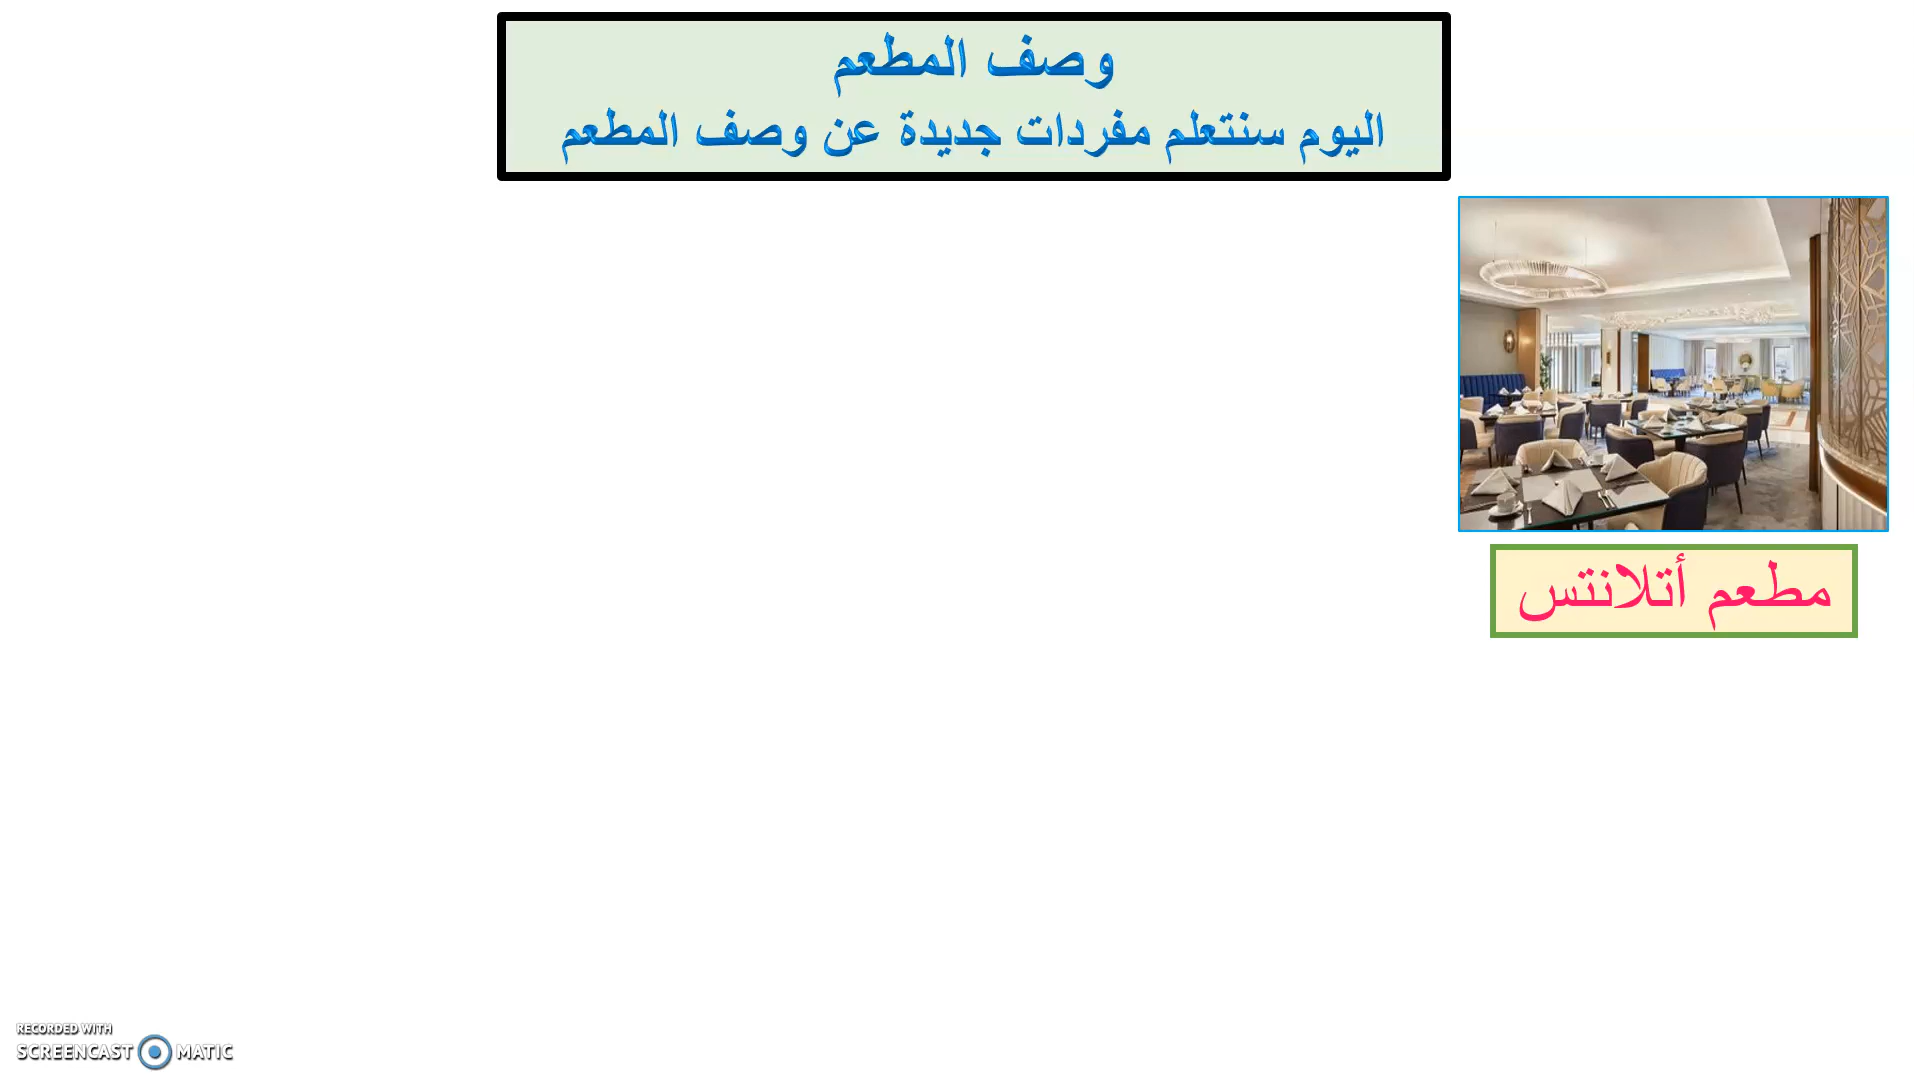 وصف المطعم
اليوم سنتعلم مفردات جديدة عن وصف المطعم
مطعم أتلانتس
RECORDED WITH
SCREENCAST MATIC